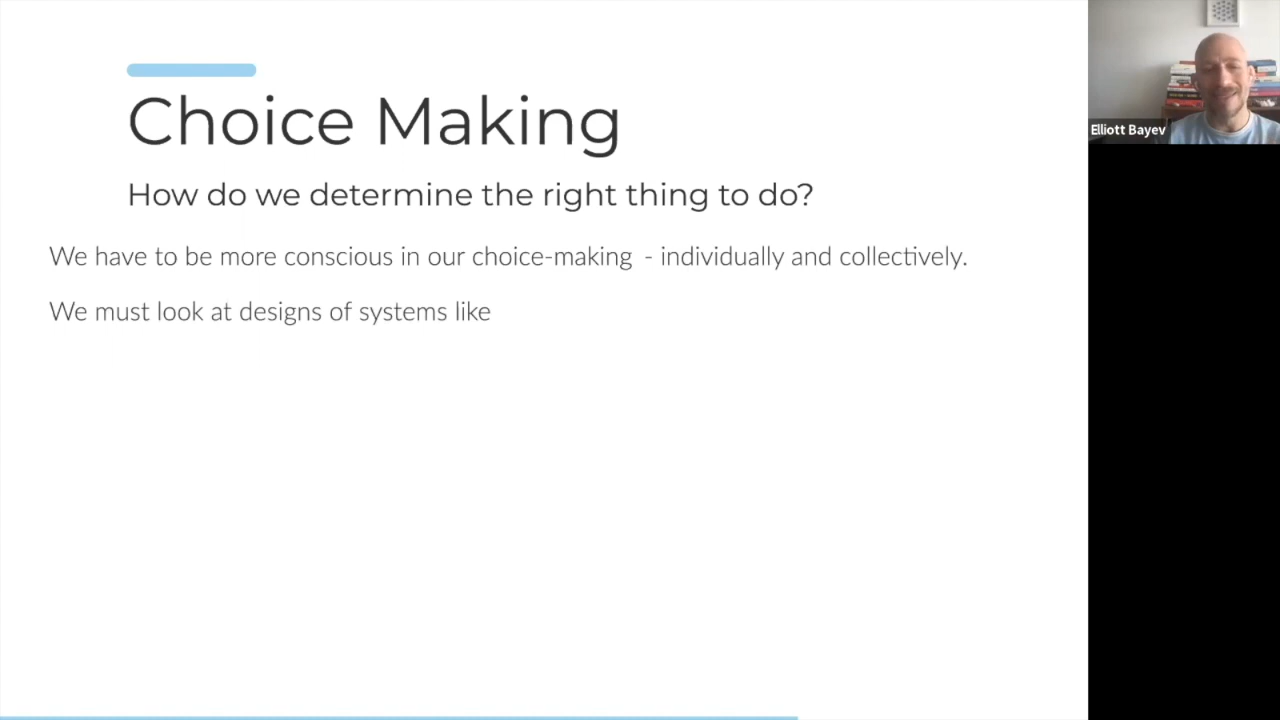 Choice Making
How do we determine the right thing to do?
We have to be more conscious in our choice-making - individually and collectively.
We must look at designs of systems like
Elliott Bayev